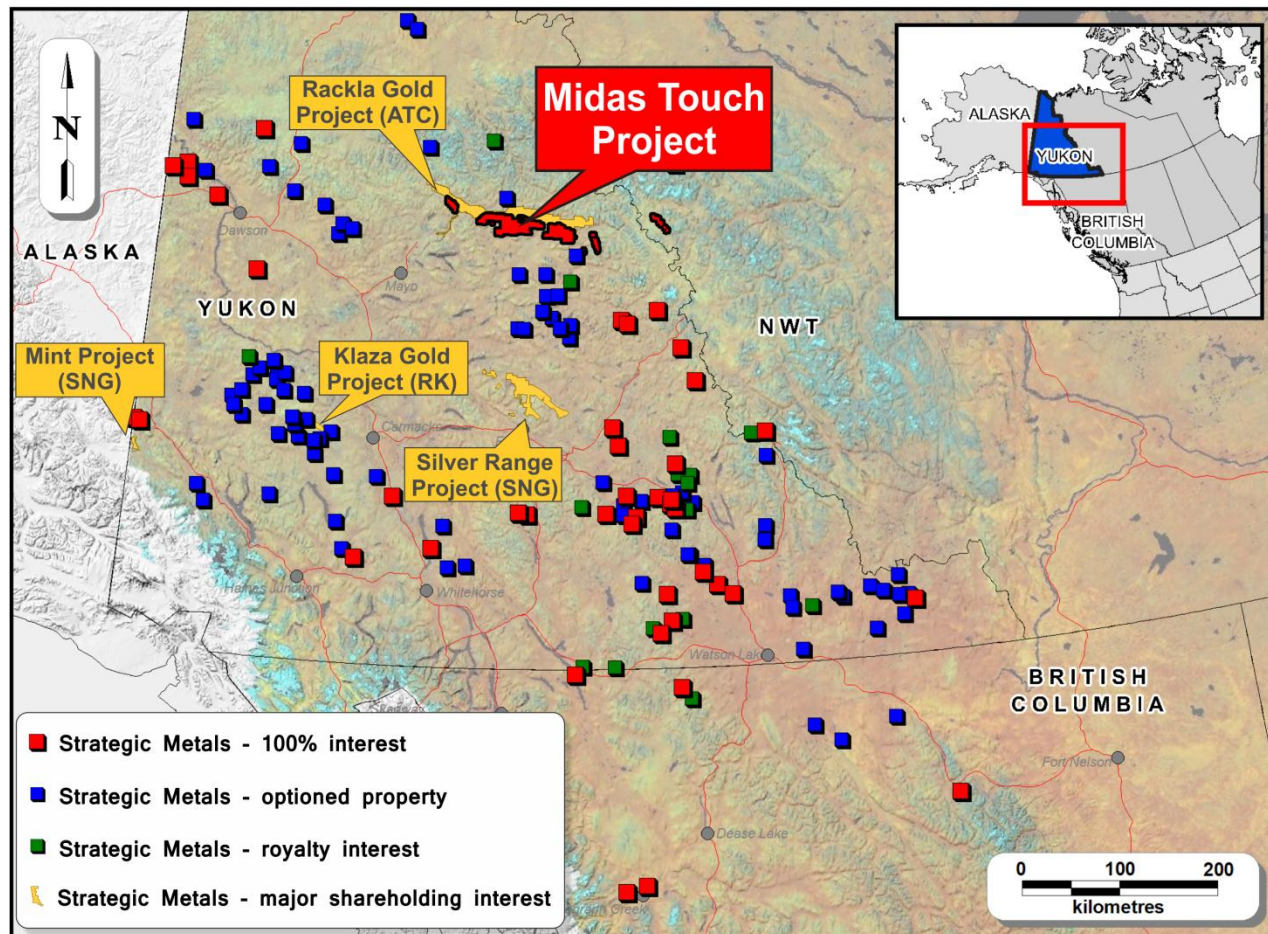 Rackla Gold
Project (ATC)
Midas Touch
Project
N
ALASKA
YUKON
BRITISH
COLUMBIA
Dawson
ALASKA
Mayo
YUKON
NWT
Mint Project
(SNG)
Klaza Gold
Project (RK)
Carmacks
Silver Range
Project (SNG)
Haines Junction
Whitehorse
Watson Lake
BRITISH
COLUMBIA
Fort Nelson
Dease Lake
Strategic Metals - 100% interest
Strategic Metals - optioned property
Strategic Metals - royalty interest
Strategic Metals - major shareholding interest
0 100 200
kilometres